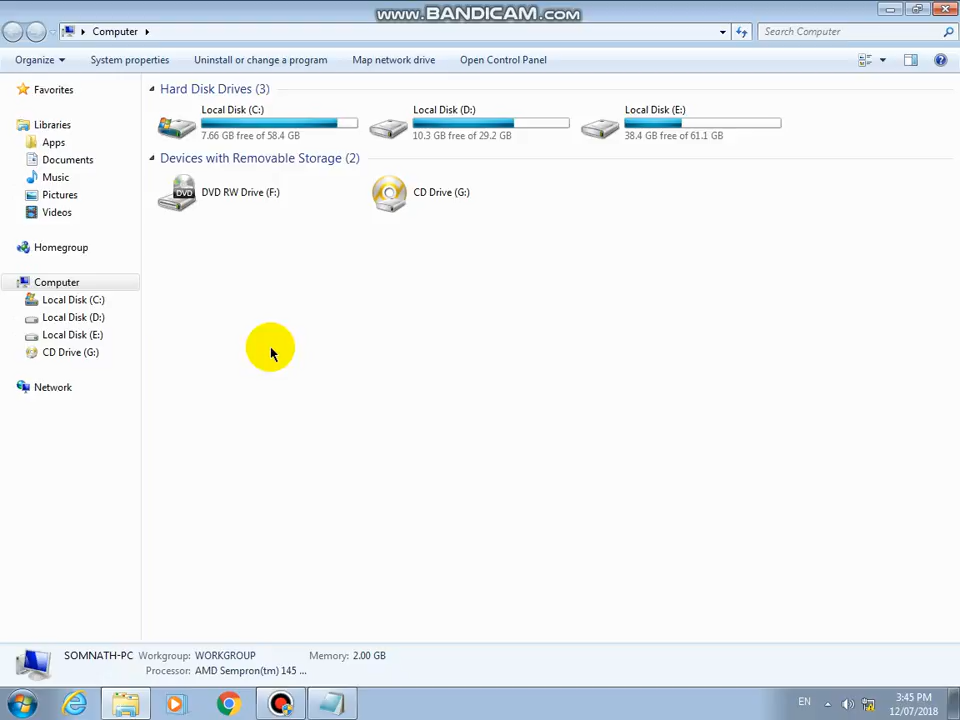 www.BANDICAM.com
Computer
Search Computer
Organize System properties Uninstall or change a program Map network drive Open Control Panel
Favorites
Libraries
Apps
Documents
Music
Pictures
Videos
Homegroup
Computer
Local Disk (C:)
Local Disk (D:)
Local Disk (E:)
CD Drive (G:)
Network
Hard Disk Drives (3)
Local Disk (C:)
7.66 GB free of 58.4 GB
Local Disk (D:)
10.3 GB free of 29.2 GB
Local Disk (E:)
38.4 GB free of 61.1 GB
Devices with Removable Storage (2)
DVD
DVD RW Drive (F:)
CD Drive (G:)
SOMNATH-PC Workgroup: WORKGROUP Memory: 2.00 GB
Processor: AMD Sempron(tm) 145 ...
EN
3:45 PM
12/07/2018